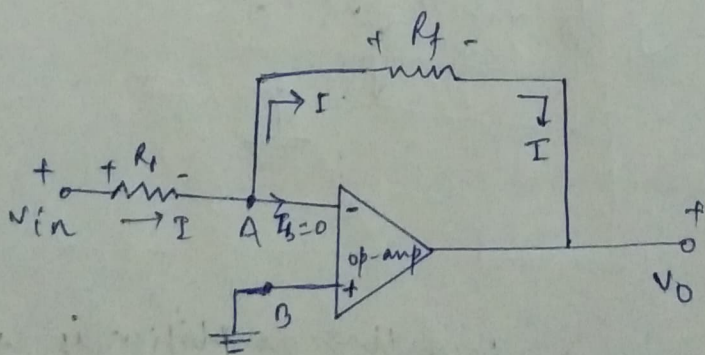 + Rf -
I
I
+ R1 -
+
Vin
I
A
IB=0
-
op-amp
+
B
+
Vo